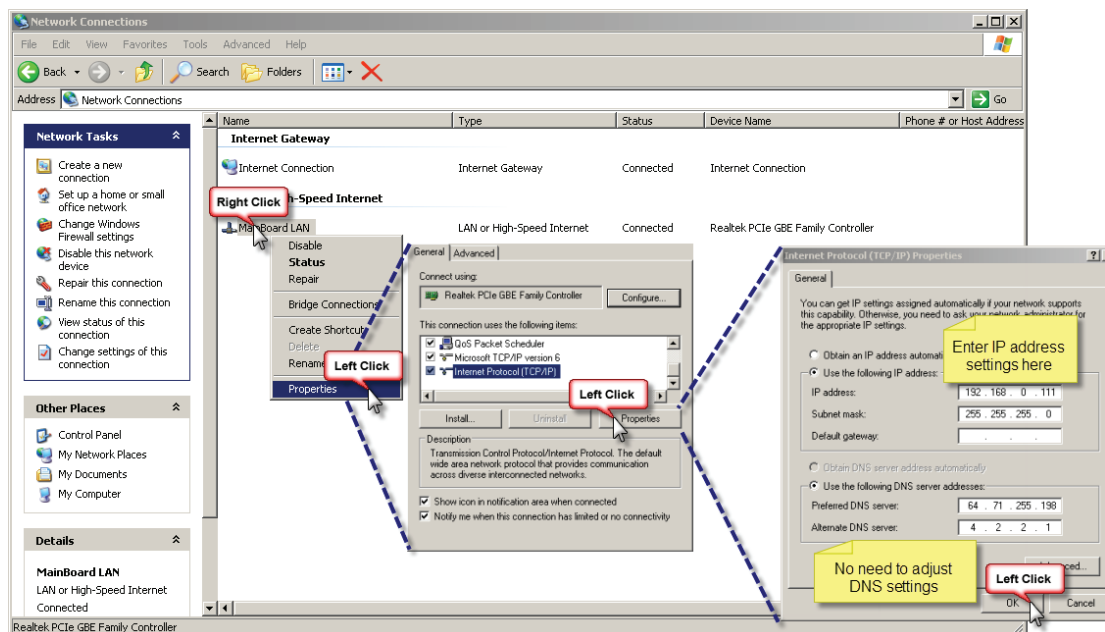 Network Connections
File Edit View Favorites Tools Advanced Help
Back Search Folders
Address Network Connections Go
Network Tasks
Create a new
connection
Set up a home or small
office network
Change Windows
Firewall settings
Disable this network
device
Repair this connection
Rename this connection
View status of this
connection
Change settings of this
connection
Other Places
Control Panel
My Network Places
My Documents
My Computer
Details
MainBoard LAN
LAN or High-Speed Internet
Connected
Realtek PCIe GBE Family Controller
Name Type Status Device Name Phone # or Host Address
Internet Gateway
Internet Connection Internet Gateway Connected Internet Connection
High-Speed Internet
Right Click
MainBoard LAN LAN or High-Speed Internet Connected Realtek PCIe GBE Family Controller
Disable
Status
Repair
Bridge Connections
Create Shortcut
Delete
Rename
Left Click
Properties
General Advanced
Connect using:
Realtek PCIe GBE Family Controller Configure...
This connection uses the following items:
QoS Packet Scheduler
Microsoft TCP/IP version 6
Internet Protocol (TCP/IP)
Left Click
Install... Uninstall Properties
Description
Transmission Control Protocol/Internet Protocol. The default
wide area network protocol that provides communication
across diverse interconnected networks.
Show icon in notification area when connected
Notify me when this connection has limited or no connectivity
Internet Protocol (TCP/IP) Properties ?
General
You can get IP settings assigned automatically if your network supports
this capability. Otherwise, you need to ask your network administrator for
the appropriate IP settings.
Enter IP address
settings here
Obtain an IP address
Use the following IP address:
IP address: 192 . 168 . 0 . 111
Subnet mask: 255 . 255 . 255 . 0
Default gateway: . . .
Obtain DNS server address automatically
Use the following DNS server addresses:
Preferred DNS server: 64 . 71 . 255 . 198
Alternate DNS server: 4 . 2 . 2 . 1
No need to adjust
DNS settings
Left Click
OK Cancel